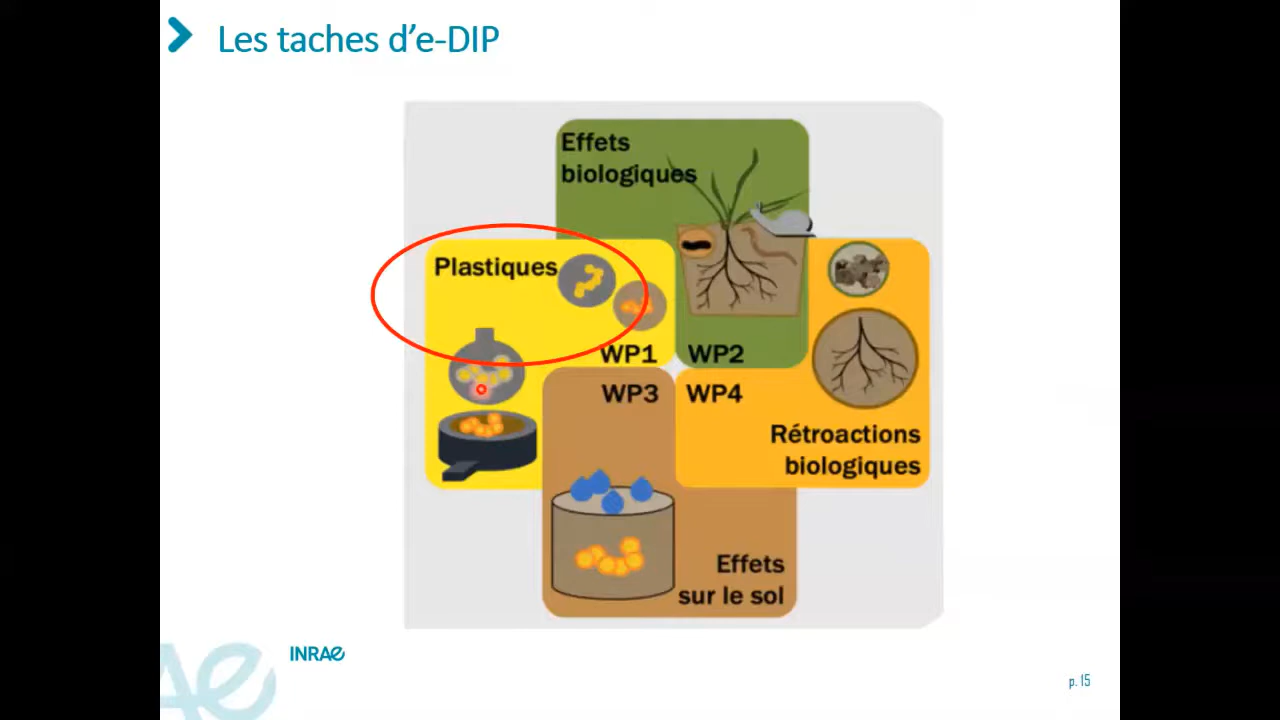 Les taches d'e-DIP
Effets
biologiques
Plastiques
WP1
WP2
WP3
WP4
Rétroactions
biologiques
Effets
sur le sol
INRAE
p. 15